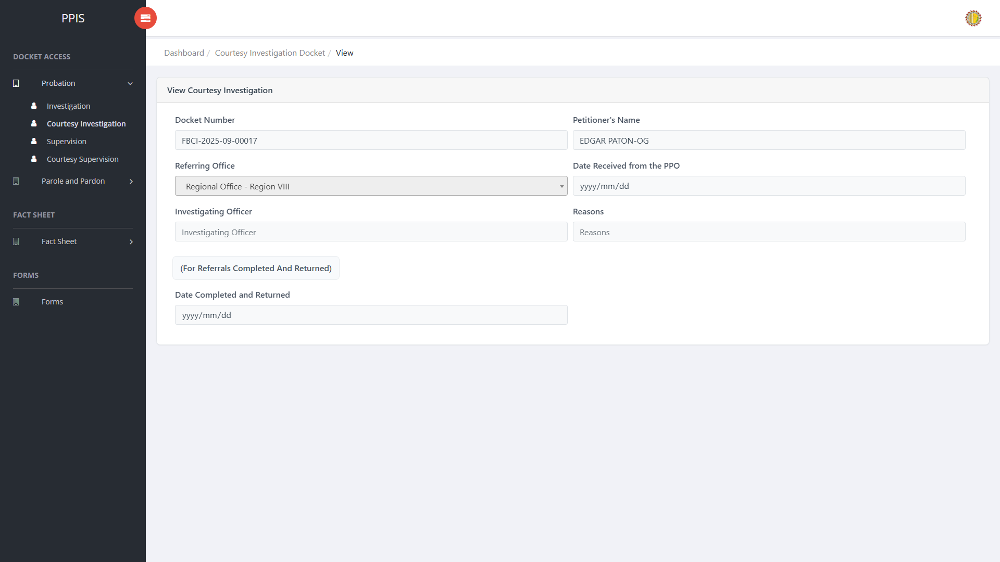 PPIS
DOCKET ACCESS
Probation
Investigation
Courtesy Investigation
Supervision
Courtesy Supervision
Parole and Pardon
FACT SHEET
Fact Sheet
FORMS
Forms
Dashboard / Courtesy Investigation Docket / View
View Courtesy Investigation
Docket Number
FBCI-2025-09-00017
Petitioner's Name
EDGAR PATON-OG
Referring Office
Regional Office - Region VIII
Date Received from the PPO
yyyy/mm/dd
Investigating Officer
Investigating Officer
Reasons
Reasons
(For Referrals Completed And Returned)
Date Completed and Returned
yyyy/mm/dd